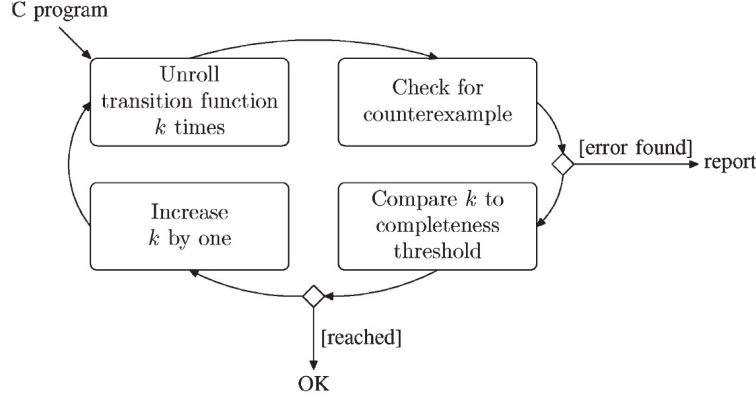 C program
Unroll
transition function
k times
Check for
counterexample
[error found]
report
Compare k to
completeness
threshold
Increase
k by one
[reached]
OK